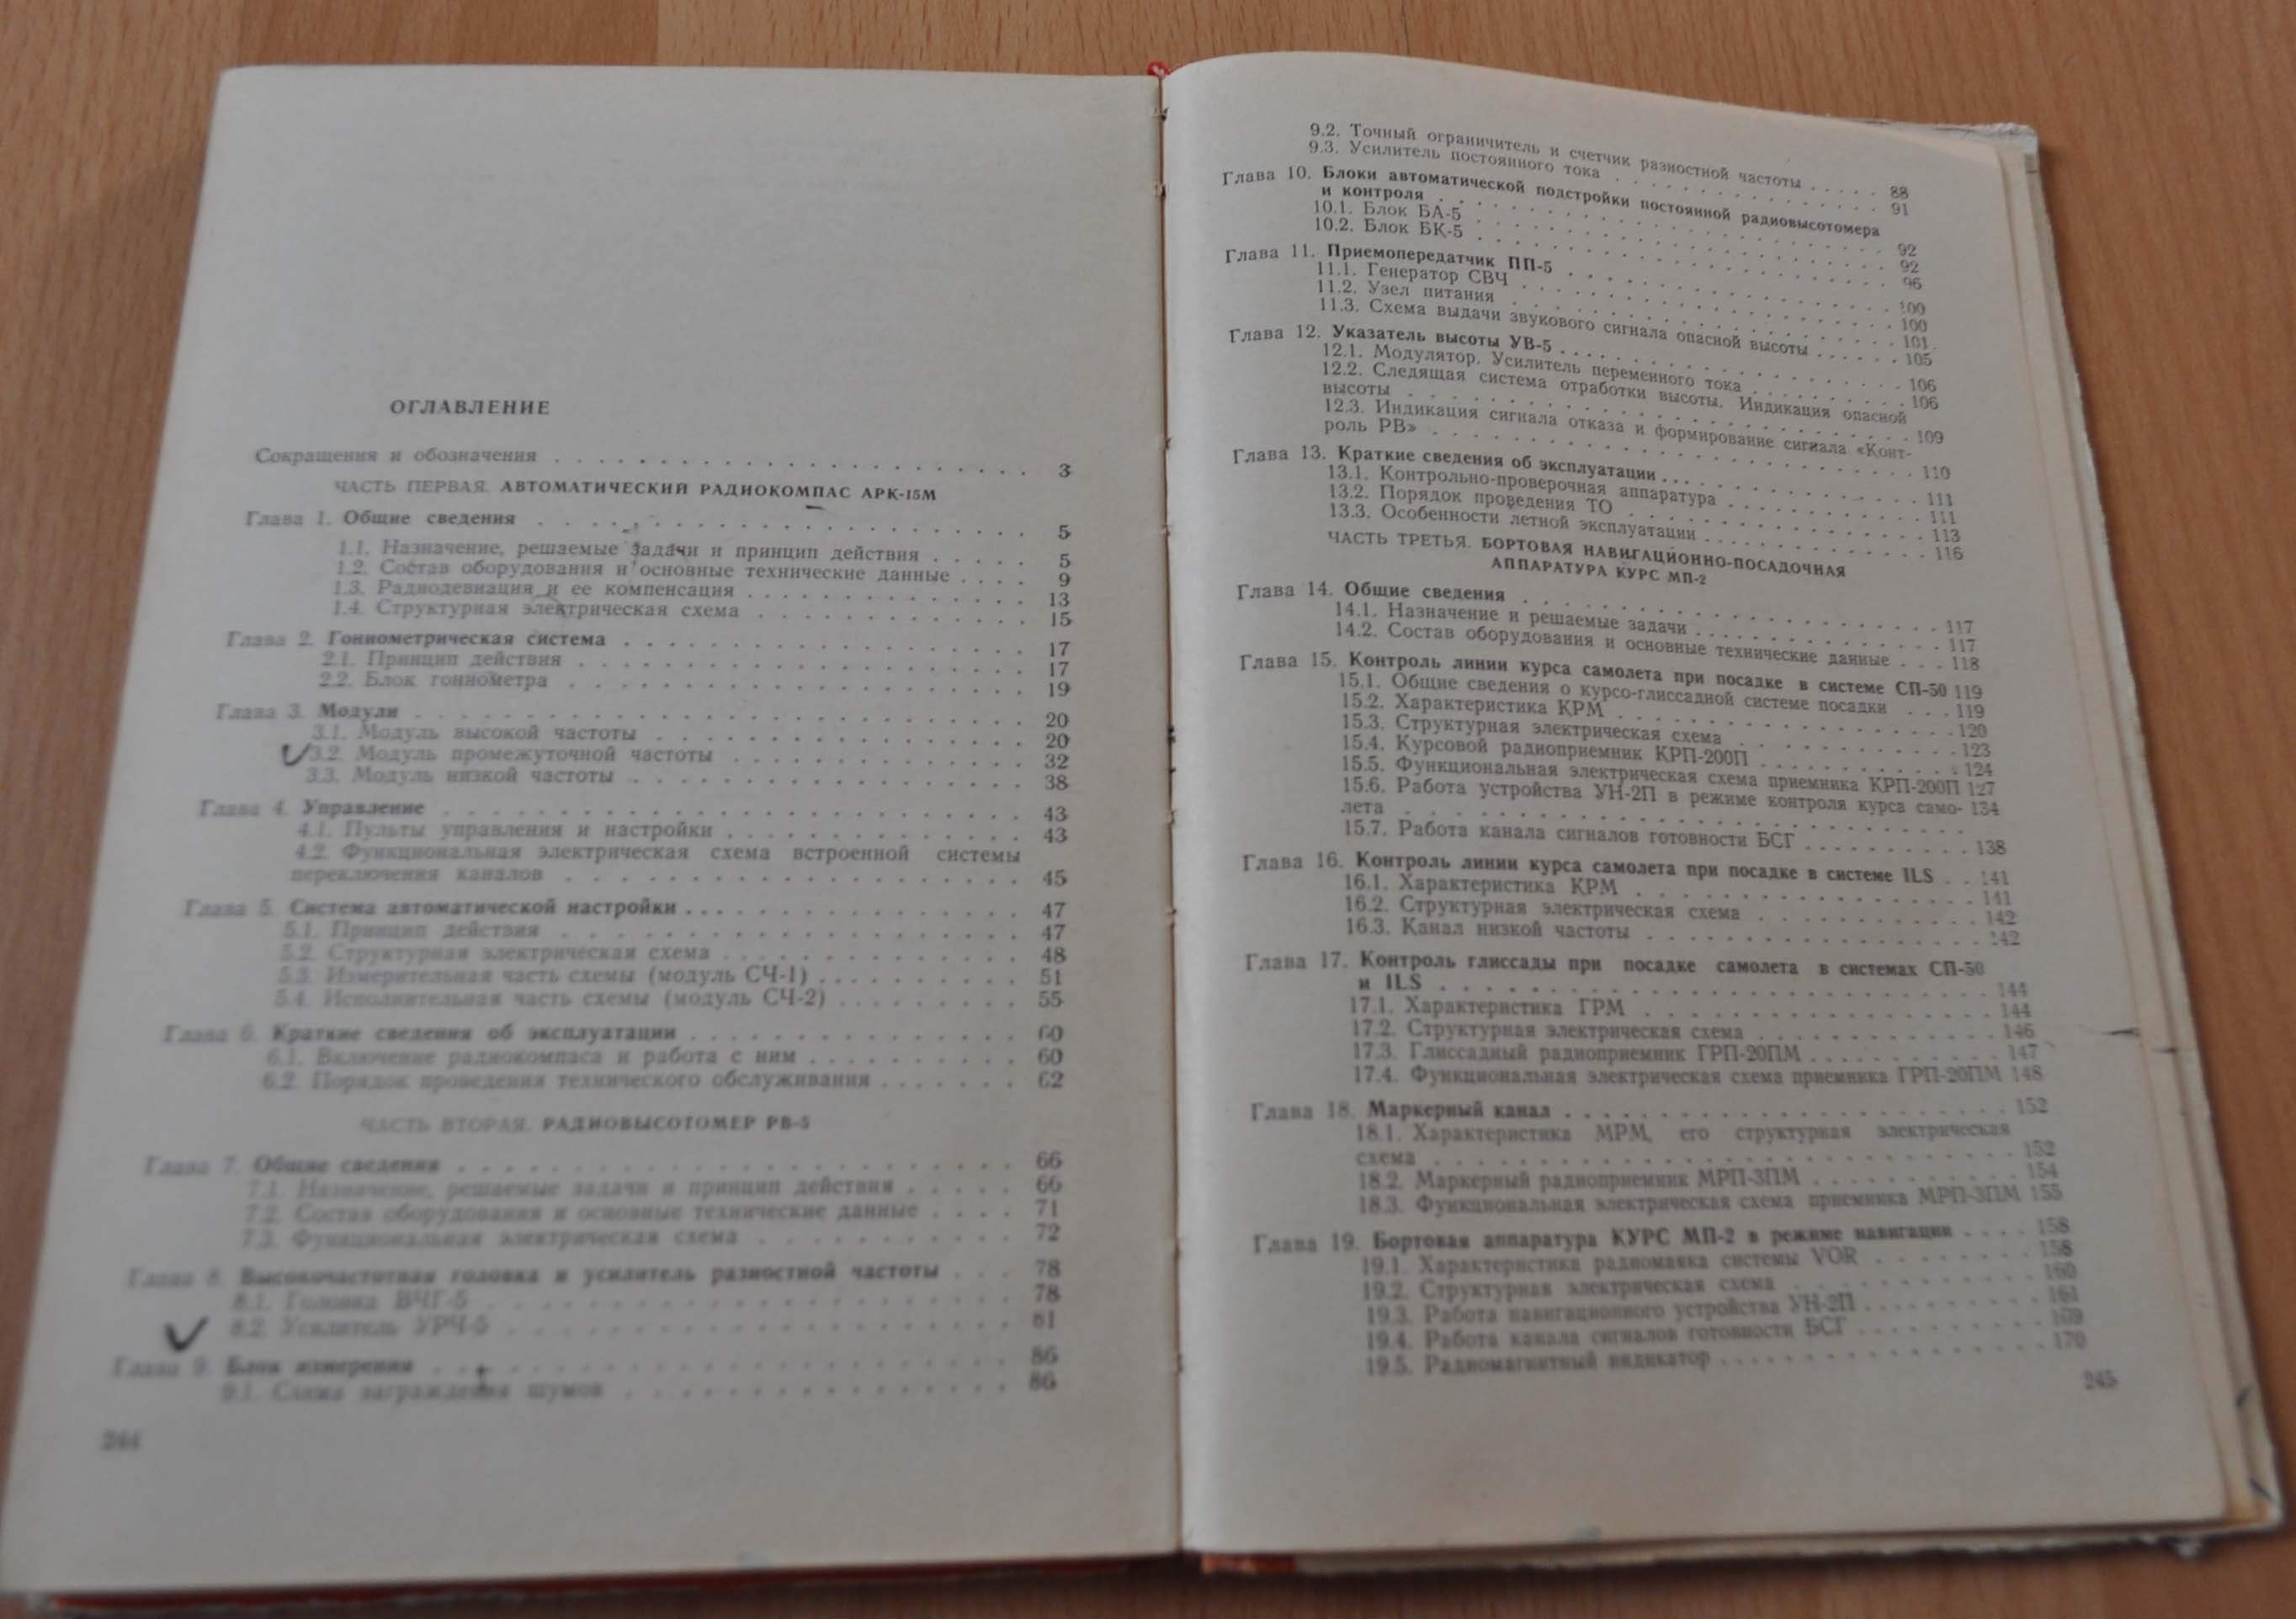 ОГЛАВЛЕНИЕ
Сокращения и обозначения . . . 3
ЧАСТЬ ПЕРВАЯ. АВТОМАТИЧЕСКИЙ РАДИОКОМПАС АРК-15М
Глава 1. Общие сведения . . . 5
1.1. Назначение, решаемые задачи и принцип действия . . . 5
1.2. Состав оборудования и основные технические данные . . . 9
1.3. Радиодевиация и ее компенсация . . . 13
1.4. Структурная электрическая схема . . . 15
Глава 2. Гониометрическая система . . . 17
2.1. Принцип действия . . . 17
2.2. Блок гониометра . . . 19
Глава 3. Модули . . . 20
3.1. Модуль высокой частоты . . . 20
3.2. Модуль промежуточной частоты . . . 32
3.3. Модуль низкой частоты . . . 38
Глава 4. Управление . . . 43
4.1. Пульты управления и настройки . . . 43
4.2. Функциональная электрическая схема встроенной системы
переключения каналов . . . 45
Глава 5. Система автоматической настройки . . . 47
5.1. Принцип действия . . . 47
5.2. Структурная электрическая схема . . . 48
5.3. Измерительная часть схемы (модуль СЧ-1) . . . 51
5.4. Исполнительная часть схемы (модуль СЧ-2) . . . 55
Глава 6. Краткие сведения об эксплуатации . . . 60
6.1. Включение радиокомпаса и работа с ним . . . 60
6.2. Порядок проведения технического обслуживания . . . 62
ЧАСТЬ ВТОРАЯ. РАДИОВЫСОТОМЕР РВ-5
Глава 7. Общие сведения . . . 66
7.1. Назначение, решаемые задачи и принцип действия . . . 66
7.2. Состав оборудования и основные технические данные . . . 71
7.3. Функциональная электрическая схема . . . 72
Глава 8. Высокочастотная головка и усилитель разностной частоты . . . 78
8.1. Головка ВЧГ-5 . . . 78
8.2. Усилитель УРЧ-5 . . . 81
Глава 9. Блок измерения . . . 86
9.1. Схема заграждения шумов . . . 86
244
9.2. Точный ограничитель и счетчик разностной частоты . . . 88
9.3. Усилитель постоянного тока . . . 91
Глава 10. Блоки автоматической подстройки постоянной радиовысотомера
и контроля . . . 92
10.1. Блок БА-5 . . . 92
10.2. Блок БК-5 . . . 96
Глава 11. Приемопередатчик ПП-5 . . . 100
11.1. Генератор СВЧ . . . 100
11.2. Узел питания . . . 101
11.3. Схема выдачи звукового сигнала опасной высоты . . . 105
Глава 12. Указатель высоты УВ-5 . . . 106
12.1. Модулятор. Усилитель переменного тока . . . 106
12.2. Следящая система отработки высоты. Индикация опасной
высоты . . . 109
12.3. Индикация сигнала отказа и формирование сигнала «Конт-
роль РВ» . . . 110
Глава 13. Краткие сведения об эксплуатации . . . 111
13.1. Контрольно-проверочная аппаратура . . . 111
13.2. Порядок проведения ТО . . . 113
13.3. Особенности летной эксплуатации . . . 116
ЧАСТЬ ТРЕТЬЯ. БОРТОВАЯ НАВИГАЦИОННО-ПОСАДОЧНАЯ
АППАРАТУРА КУРС МП-2
Глава 14. Общие сведения . . . 117
14.1. Назначение и решаемые задачи . . . 117
14.2. Состав оборудования и основные технические данные . . . 118
Глава 15. Контроль линии курса самолета при посадке в системе СП-50 119
15.1. Общие сведения о курсо-глиссадной системе посадки . . . 119
15.2. Характеристика КРМ . . . 120
15.3. Структурная электрическая схема . . . 123
15.4. Курсовой радиоприемник КРП-200П . . . 124
15.5. Функциональная электрическая схема приемника КРП-200П 127
15.6. Работа устройства УН-2П в режиме контроля курса само- 134
лета . . .
15.7. Работа канала сигналов готовности БСГ . . . 138
Глава 16. Контроль линии курса самолета при посадке в системе ILS . . 141
16.1. Характеристика КРМ . . . 141
16.2. Структурная электрическая схема . . . 142
16.3. Канал низкой частоты . . . 142
Глава 17. Контроль глиссады при посадке самолета в системах СП-50
и ILS . . . 144
17.1. Характеристика ГРМ . . . 144
17.2. Структурная электрическая схема . . . 146
17.3. Глиссадный радиоприемник ГРП-20ПМ . . . 147
17.4. Функциональная электрическая схема приемника ГРП-20ПМ 148
Глава 18. Маркерный канал . . . 152
18.1. Характеристика МРМ, его структурная электрическая
схема . . . 152
18.2. Маркерный радиоприемник МРП-3ПМ . . . 154
18.3. Функциональная электрическая схема приемника МРП-3ПМ 155
Глава 19. Бортовая аппаратура КУРС МП-2 в режиме навигации . . . 158
19.1. Характеристика радиомаяка системы VOR . . . 158
19.2. Структурная электрическая схема . . . 160
19.3. Работа навигационного устройства УН-2П . . . 161
19.4. Работа канала сигналов готовности БСГ . . . 169
19.5. Радиомагнитный индикатор . . . 170
245